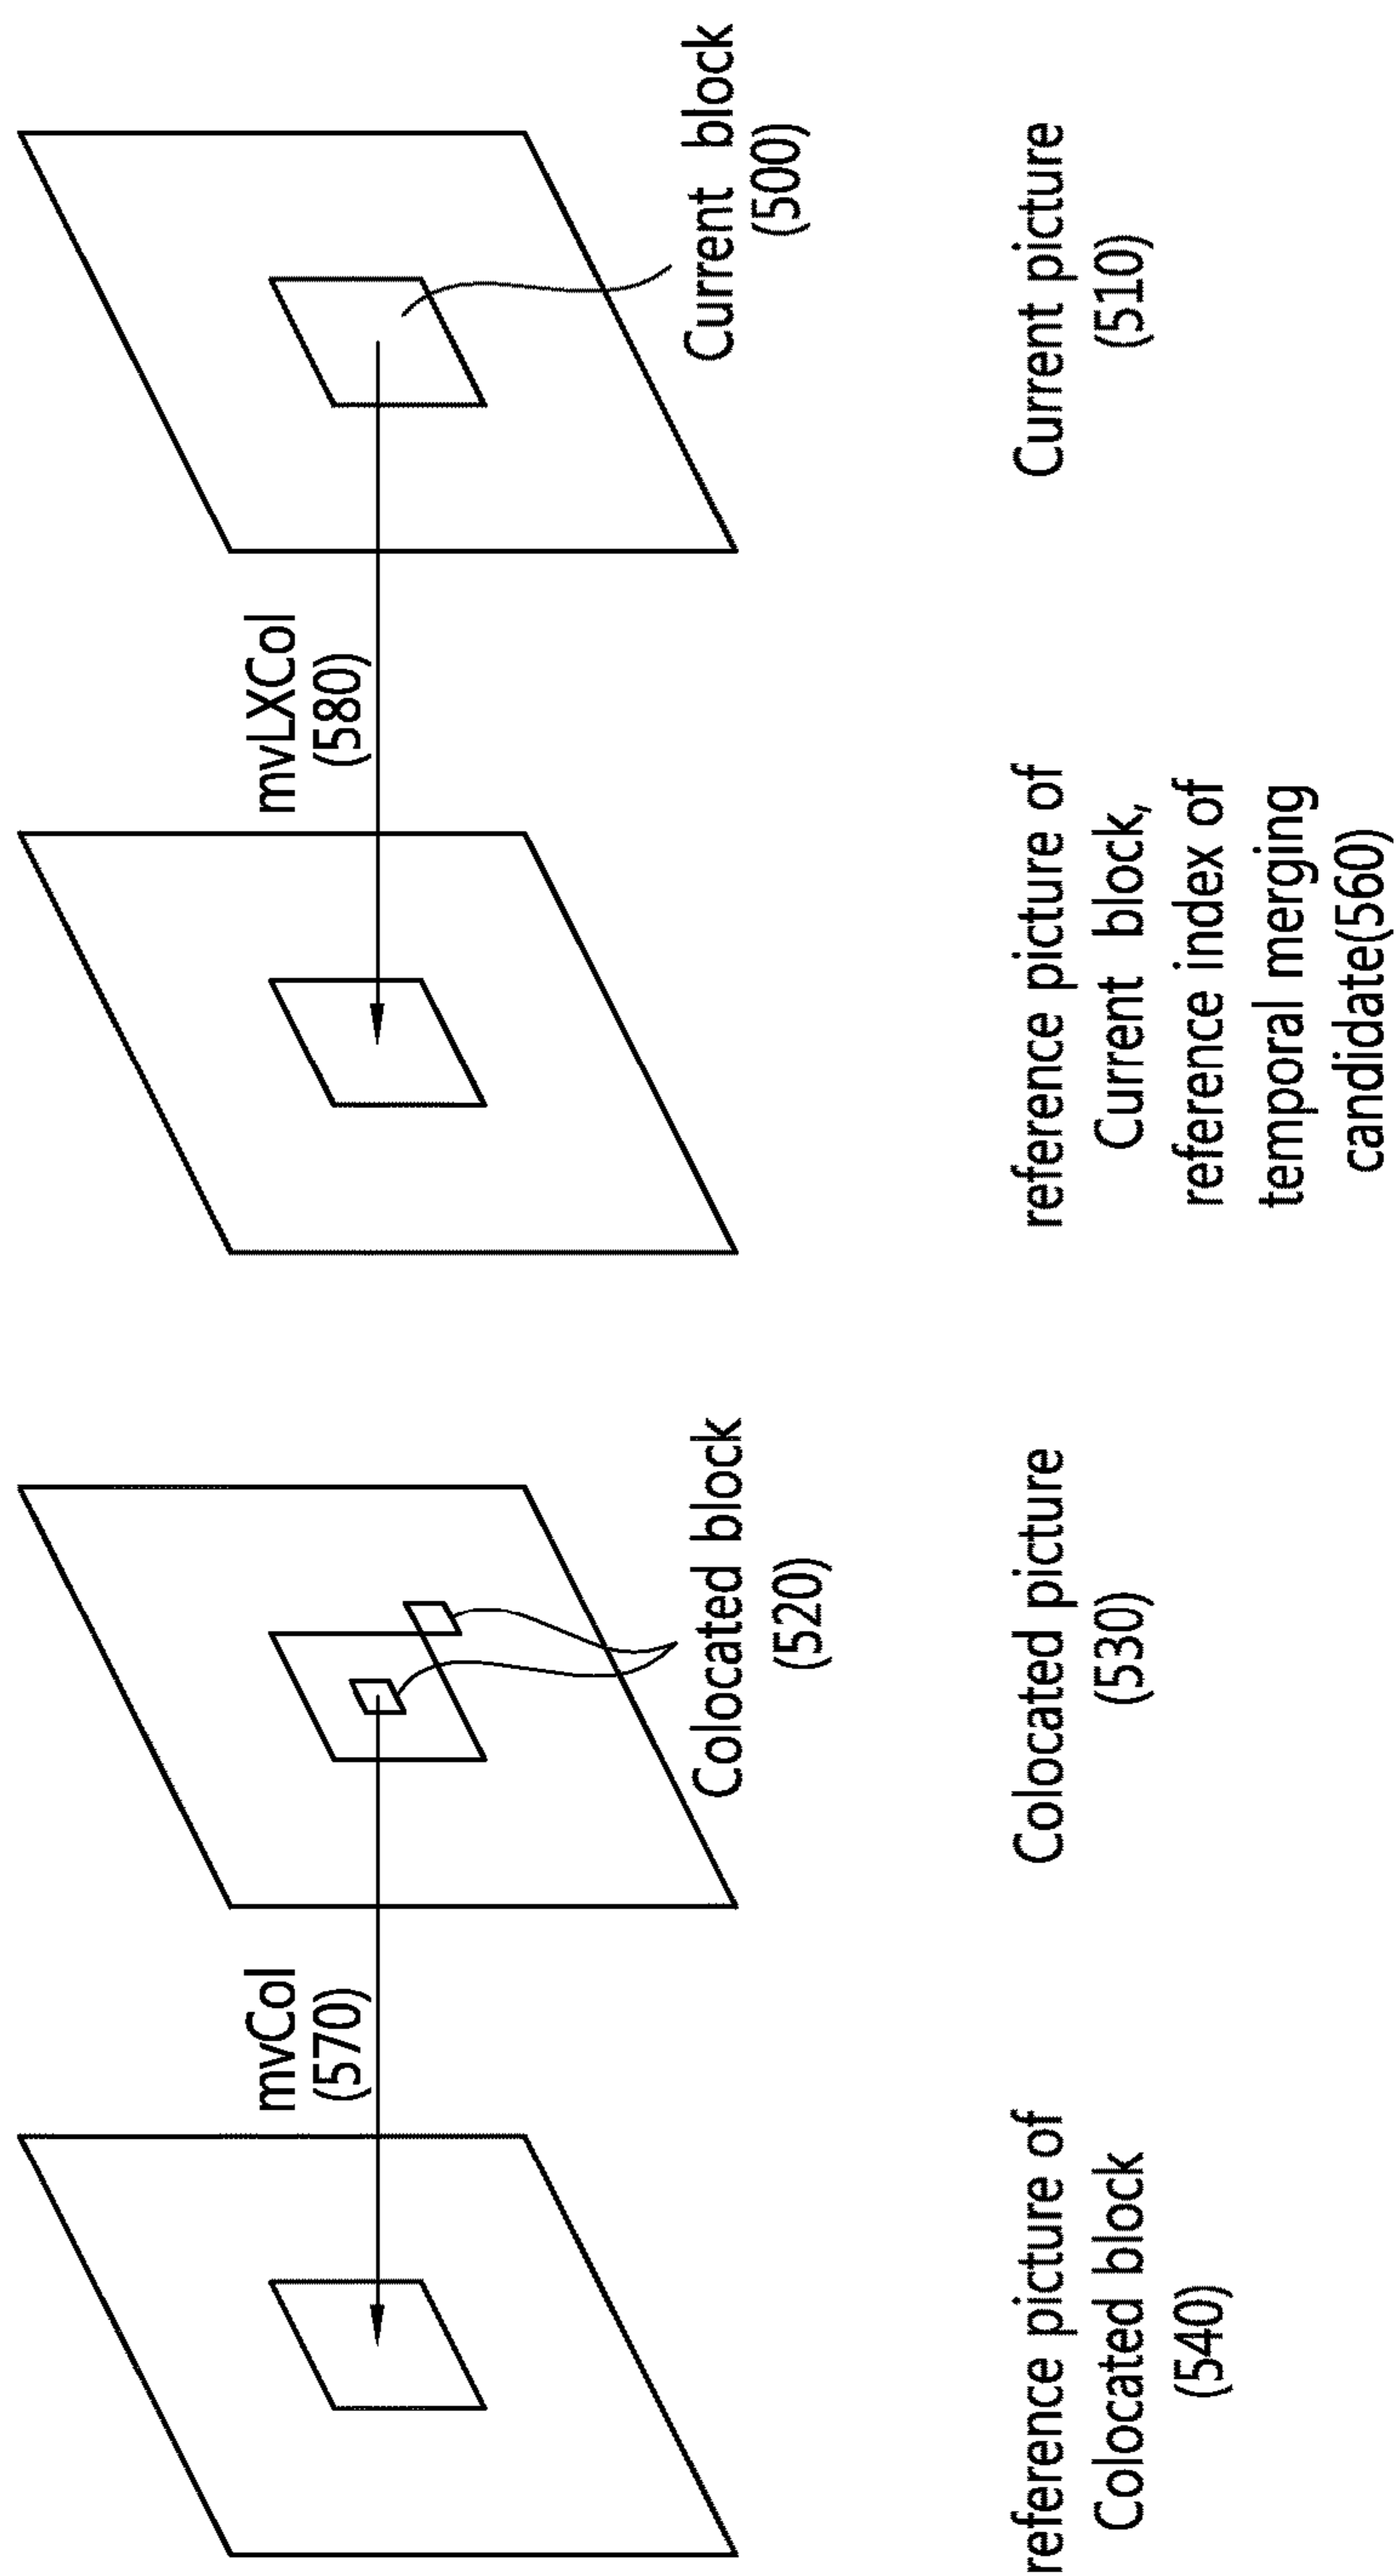 mvCol
(570)
mvLXCol
(580)
Colocated block
(520)
Current block
(500)
reference picture of
Colocated block
(540)
Colocated picture
(530)
reference picture of
Current block,
reference index of
temporal merging
candidate(560)
Current picture
(510)